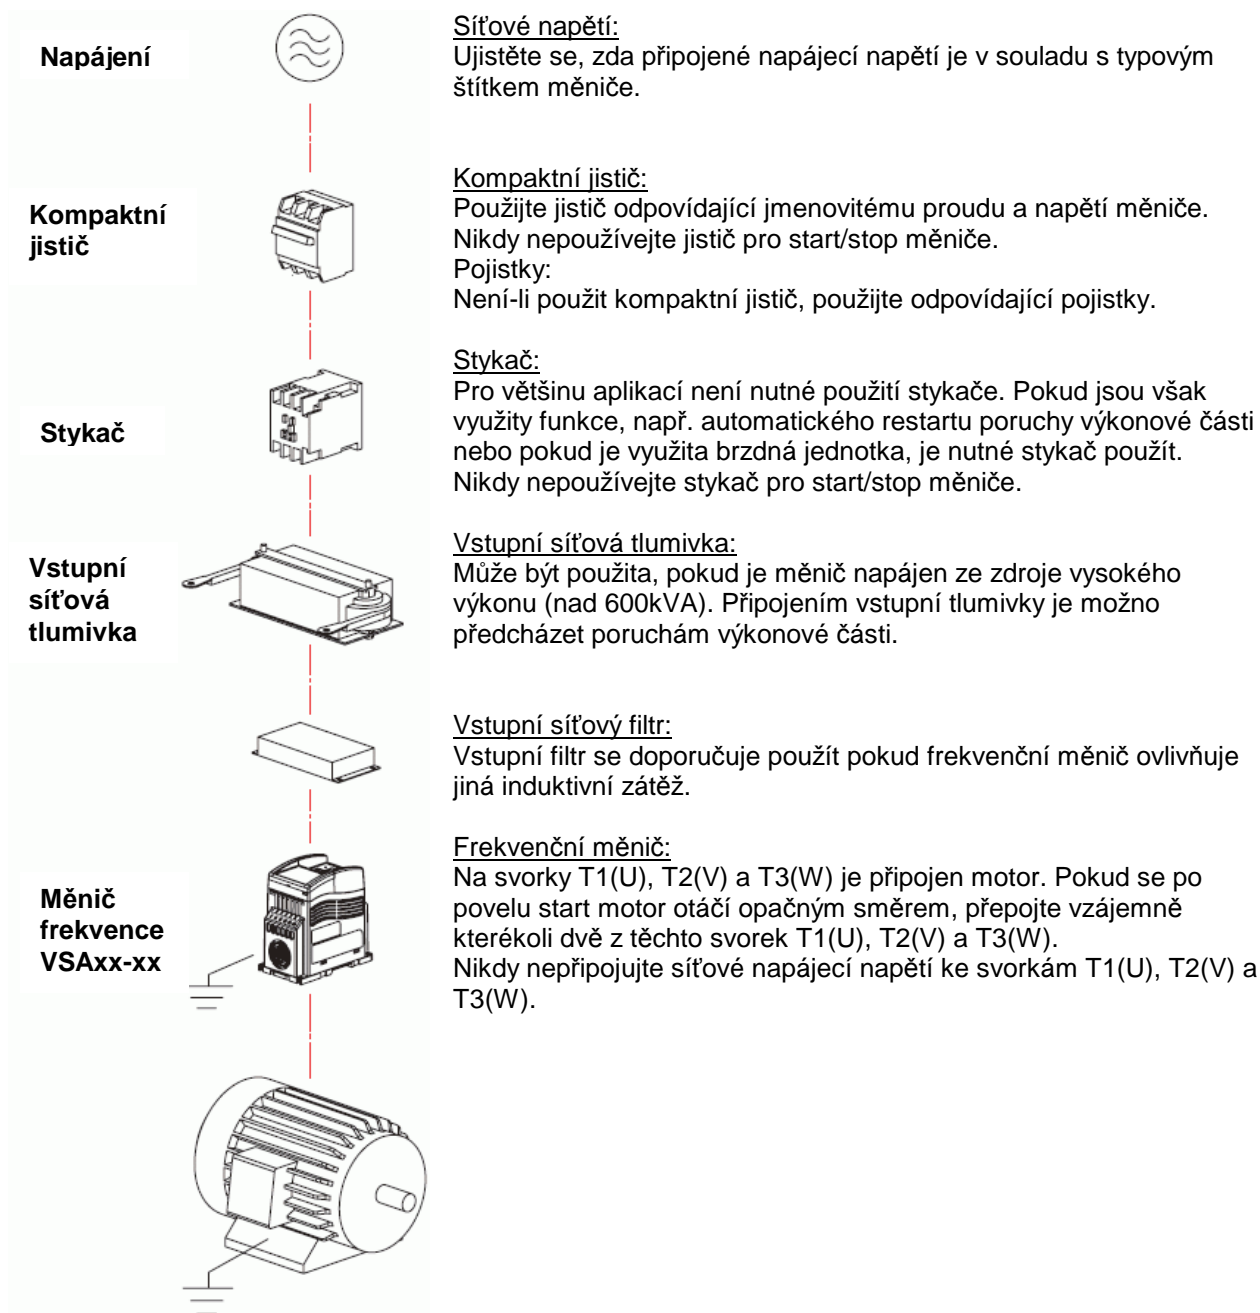 Napájení
Síťové napětí:
Ujistěte se, zda připojené napájecí napětí je v souladu s typovým
štítkem měniče.
Kompaktní
jistič
Kompaktní jistič:
Použijte jistič odpovídající jmenovitému proudu a napětí měniče.
Nikdy nepoužívejte jistič pro start/stop měniče.
Pojistky:
Není-li použit kompaktní jistič, použijte odpovídající pojistky.
Stykač
Stykač:
Pro většinu aplikací není nutné použití stykače. Pokud jsou však
využity funkce, např. automatického restartu poruchy výkonové části
nebo pokud je využita brzdná jednotka, je nutné stykač použít.
Nikdy nepoužívejte stykač pro start/stop měniče.
Vstupní
síťová
tlumivka
Vstupní síťová tlumivka:
Může být použita, pokud je měnič napájen ze zdroje vysokého
výkonu (nad 600kVA). Připojením vstupní tlumivky je možno
předcházet poruchám výkonové části.
Vstupní síťový filtr:
Vstupní filtr se doporučuje použít pokud frekvenční měnič ovlivňuje
jiná induktivní zátěž.
Měnič
frekvence
VSAxx-xx
Frekvenční měnič:
Na svorky T1(U), T2(V) a T3(W) je připojen motor. Pokud se po
povelu start motor otáčí opačným směrem, přepojte vzájemně
kterékoli dvě z těchto svorek T1(U), T2(V) a T3(W).
Nikdy nepřipojujte síťové napájecí napětí ke svorkám T1(U), T2(V) a
T3(W).